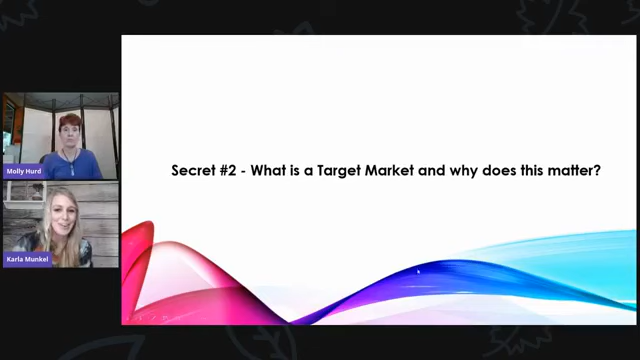 Molly Hurd
Karla Munkel
Secret #2 - What is a Target Market and why does this matter?